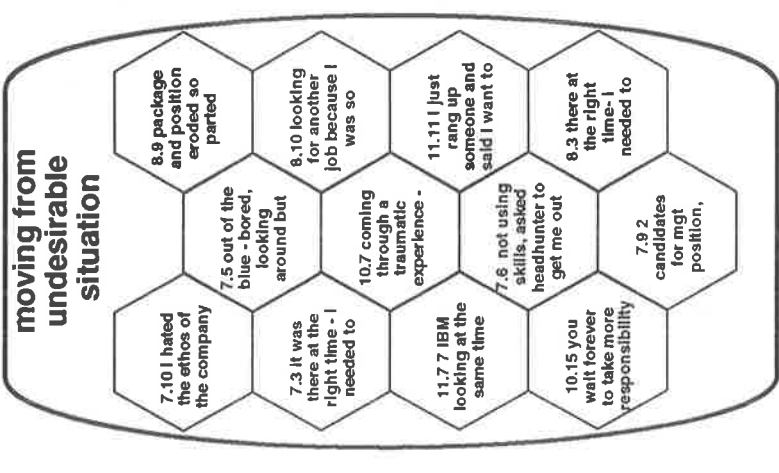 moving from
undesirable
situation
7.10 I hated
the ethos of
the company
8.9 package
and position
eroded so
parted
7.5 out of the
blue - bored,
looking
around but
7.3 it was
there at the
right time - I
needed to
8.10 looking
for another
job because I
was so
10.7 coming
through a
traumatic
experience -
11.7 7 IBM
looking at the
same time
11.11 I just
rang up
someone and
said I want to
7.6 not using
skills, asked
headhunter to
get me out
10.15 you
wait forever
to take more
responsibility
8.3 there at
the right
time- I
needed to
7.9 2
candidates
for mgt
position,